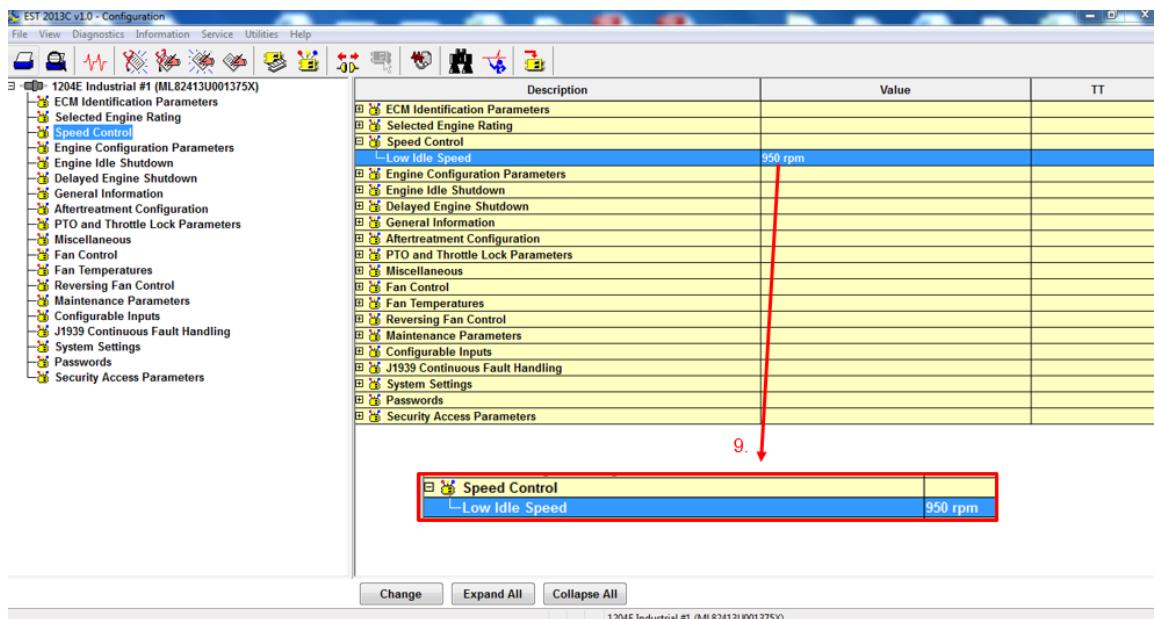 EST 2013C v1.0 - Configuration
File View Diagnostics Information Service Utilities Help
1204E Industrial #1 (ML82413U001375X)
ECM Identification Parameters
Selected Engine Rating
Speed Control
Engine Configuration Parameters
Engine Idle Shutdown
Delayed Engine Shutdown
General Information
Aftertreatment Configuration
PTO and Throttle Lock Parameters
Miscellaneous
Fan Control
Fan Temperatures
Reversing Fan Control
Maintenance Parameters
Configurable Inputs
J1939 Continuous Fault Handling
System Settings
Passwords
Security Access Parameters
Description Value TT
ECM Identification Parameters
Selected Engine Rating
Speed Control
Low Idle Speed 950 rpm
Engine Configuration Parameters
Engine Idle Shutdown
Delayed Engine Shutdown
General Information
Aftertreatment Configuration
PTO and Throttle Lock Parameters
Miscellaneous
Fan Control
Fan Temperatures
Reversing Fan Control
Maintenance Parameters
Configurable Inputs
J1939 Continuous Fault Handling
System Settings
Passwords
Security Access Parameters
9.
Speed Control
Low Idle Speed 950 rpm
Change Expand All Collapse All
1204E Industrial #1 (ML82413U001375X)